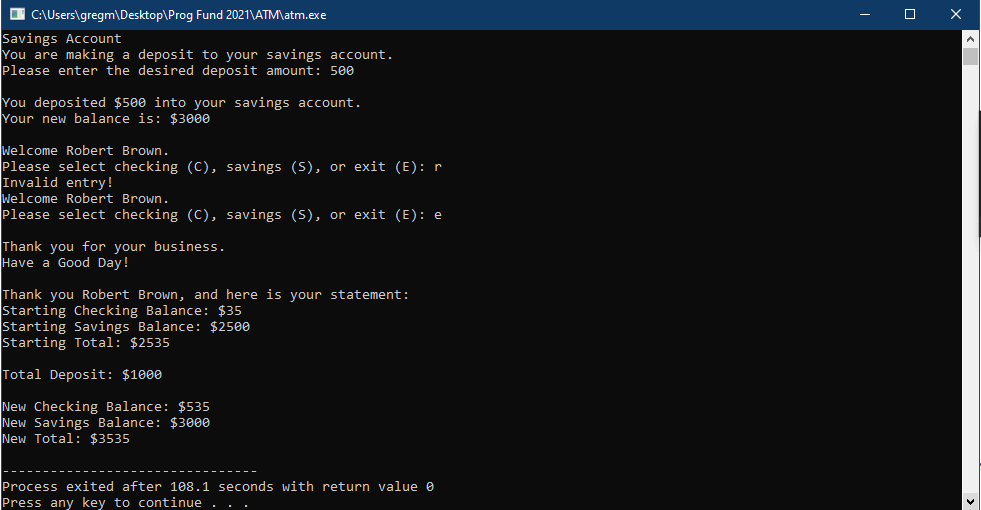 C:\Users\gregm\Desktop\Prog Fund 2021\ATM\atm.exe
Savings Account
You are making a deposit to your savings account.
Please enter the desired deposit amount: 500
You deposited $500 into your savings account.
Your new balance is: $3000
Welcome Robert Brown.
Please select checking (C), savings (S), or exit (E): r
Invalid entry!
Welcome Robert Brown.
Please select checking (C), savings (S), or exit (E): e
Thank you for your business.
Have a Good Day!
Thank you Robert Brown, and here is your statement:
Starting Checking Balance: $35
Starting Savings Balance: $2500
Starting Total: $2535
Total Deposit: $1000
New Checking Balance: $535
New Savings Balance: $3000
New Total: $3535
--------------------------------
Process exited after 108.1 seconds with return value 0
Press any key to continue . . .